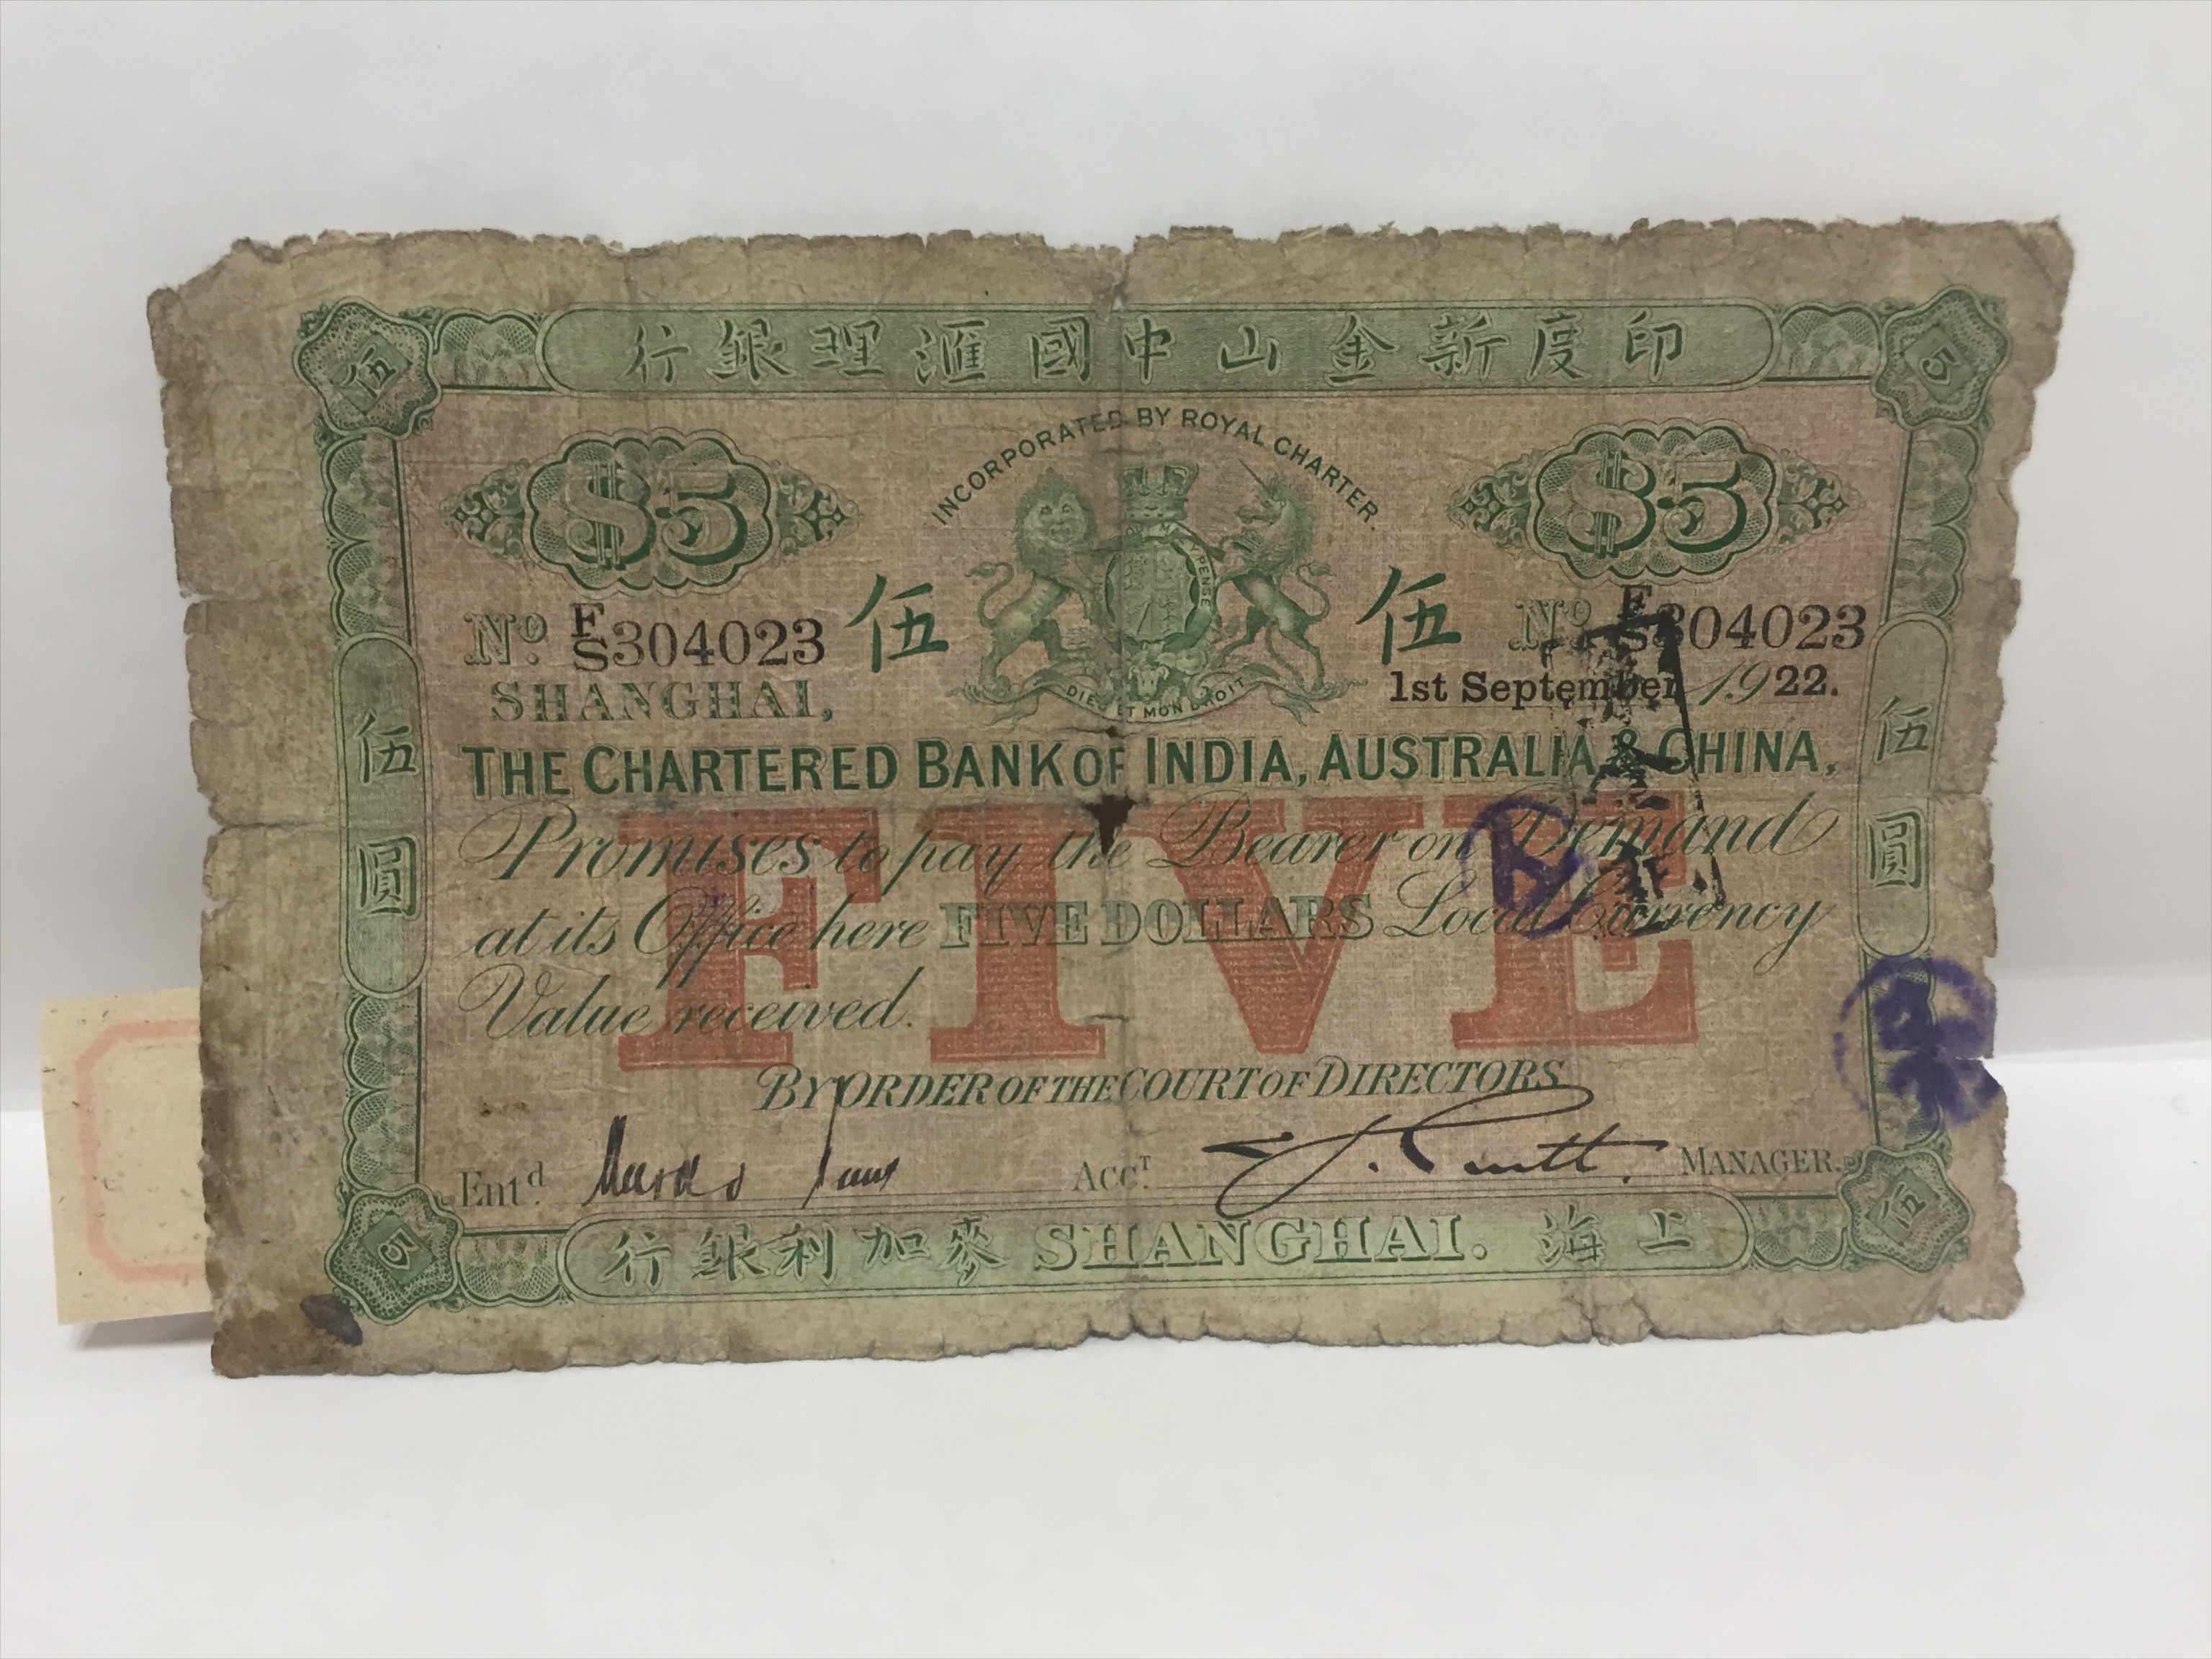 印度新金山中國滙理銀行
伍 5
INCORPORATED BY ROYAL CHARTER.
$5 $5
伍 伍
DIEU ET MON DROIT
No. F/S 304023 No. F/S 304023
SHANGHAI, 1st September 1922.
THE CHARTERED BANK OF INDIA, AUSTRALIA & CHINA,
Promises to pay the Bearer on Demand
at its Office here FIVE DOLLARS Local Currency
Value received.
FIVE
伍圓 伍圓
BY ORDER OF THE COURT OF DIRECTORS
Entd. Acct. MANAGER.
5 伍
上海 SHANGHAI. 麥加利銀行